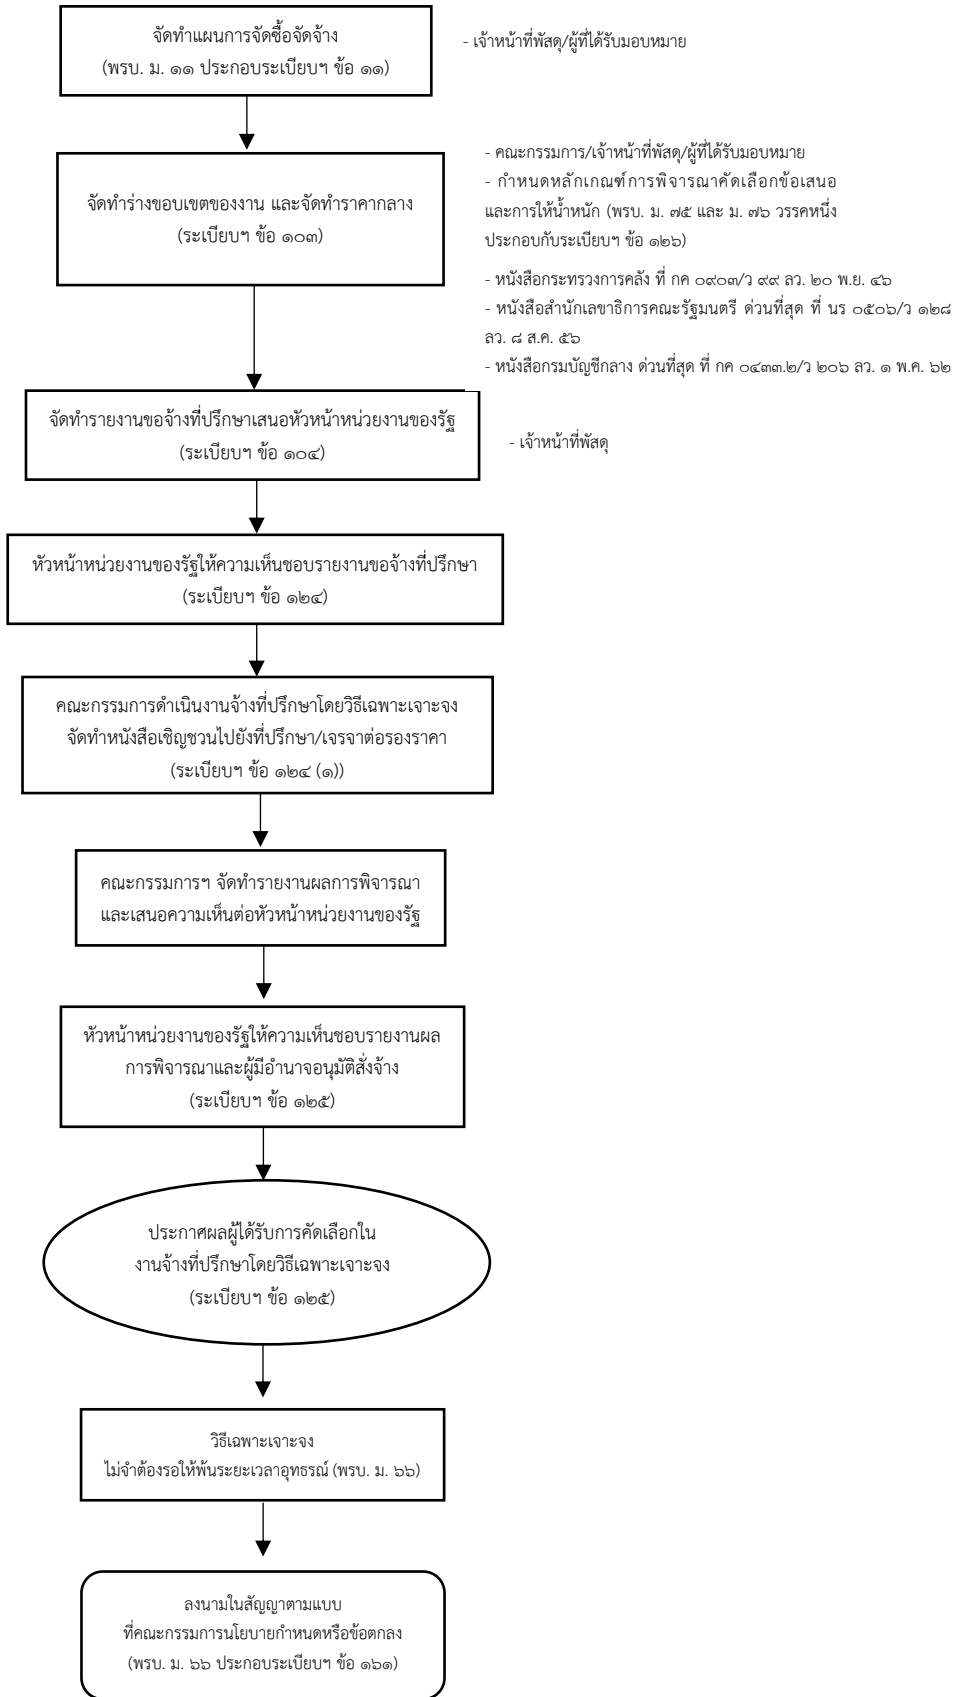 จัดทำแผนการจัดซื้อจัดจ้าง
(พรบ. ม. ๑๑ ประกอบระเบียบฯ ข้อ ๑๑)
- เจ้าหน้าที่พัสดุ/ผู้ที่ได้รับมอบหมาย
จัดทำร่างขอบเขตของงาน และจัดทำราคากลาง
(ระเบียบฯ ข้อ ๑๐๓)
- คณะกรรมการ/เจ้าหน้าที่พัสดุ/ผู้ที่ได้รับมอบหมาย
- กำหนดหลักเกณฑ์การพิจารณาคัดเลือกข้อเสนอ
และการให้น้ำหนัก (พรบ. ม. ๗๕ และ ม. ๗๖ วรรคหนึ่ง
ประกอบกับระเบียบฯ ข้อ ๑๒๖)
- หนังสือกระทรวงการคลัง ที่ กค ๐๙๐๓/ว ๙๙ ลว. ๒๐ พ.ย. ๔๖
- หนังสือสำนักเลขาธิการคณะรัฐมนตรี ด่วนที่สุด ที่ นร ๐๕๐๖/ว ๑๒๘
ลว. ๘ ส.ค. ๕๖
- หนังสือกรมบัญชีกลาง ด่วนที่สุด ที่ กค ๐๔๓๓.๒/ว ๒๐๖ ลว. ๑ พ.ค. ๖๒
จัดทำรายงานขอจ้างที่ปรึกษาเสนอหัวหน้าหน่วยงานของรัฐ
(ระเบียบฯ ข้อ ๑๐๔)
- เจ้าหน้าที่พัสดุ
หัวหน้าหน่วยงานของรัฐให้ความเห็นชอบรายงานขอจ้างที่ปรึกษา
(ระเบียบฯ ข้อ ๑๒๔)
คณะกรรมการดำเนินงานจ้างที่ปรึกษาโดยวิธีเฉพาะเจาะจง
จัดทำหนังสือเชิญชวนไปยังที่ปรึกษา/เจรจาต่อรองราคา
(ระเบียบฯ ข้อ ๑๒๔ (๑))
คณะกรรมการฯ จัดทำรายงานผลการพิจารณา
และเสนอความเห็นต่อหัวหน้าหน่วยงานของรัฐ
หัวหน้าหน่วยงานของรัฐให้ความเห็นชอบรายงานผล
การพิจารณาและผู้มีอำนาจอนุมัติสั่งจ้าง
(ระเบียบฯ ข้อ ๑๒๕)
ประกาศผลผู้ได้รับการคัดเลือกใน
งานจ้างที่ปรึกษาโดยวิธีเฉพาะเจาะจง
(ระเบียบฯ ข้อ ๑๒๕)
วิธีเฉพาะเจาะจง
ไม่จำต้องรอให้พ้นระยะเวลาอุทธรณ์ (พรบ. ม. ๖๖)
ลงนามในสัญญาตามแบบ
ที่คณะกรรมการนโยบายกำหนดหรือข้อตกลง
(พรบ. ม. ๖๖ ประกอบระเบียบฯ ข้อ ๑๖๑)